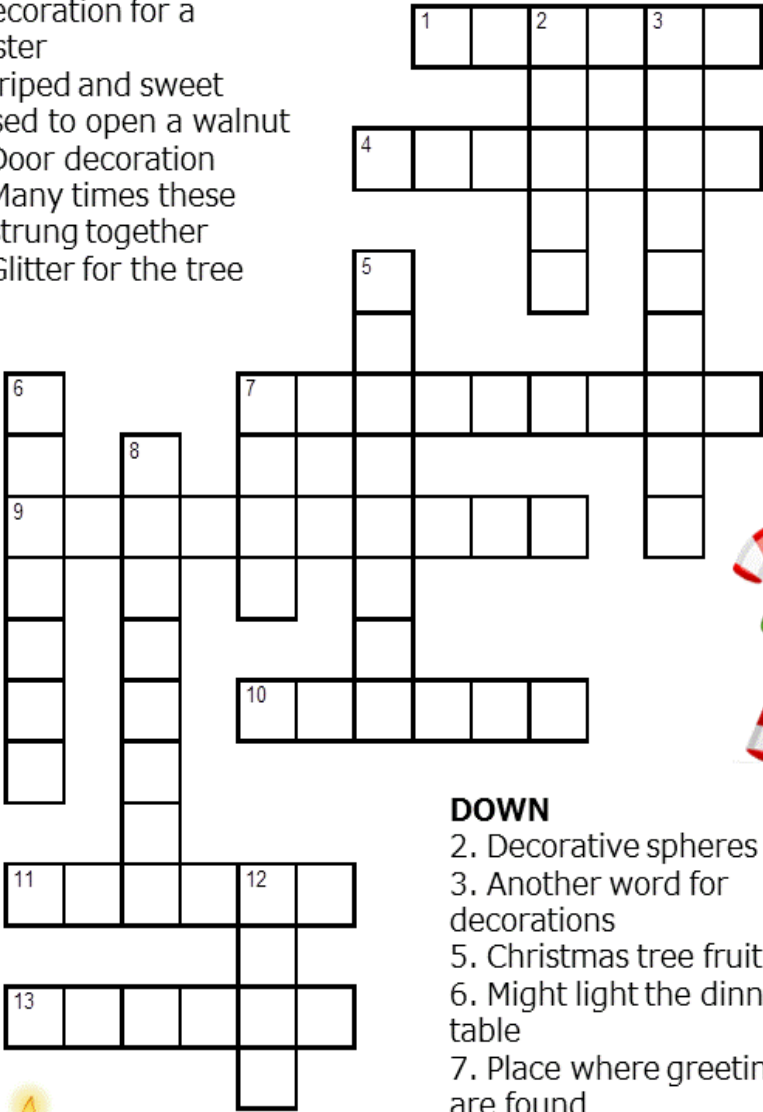 ecoration for a
ster
riped and sweet
sed to open a walnut
Door decoration
Many times these
trung together
Glitter for the tree
1 2 3
4
5
6 7
8
9
10
11 12
13
DOWN
2. Decorative spheres
3. Another word for
decorations
5. Christmas tree fruit
6. Might light the dinn
table
7. Place where greetin
are found